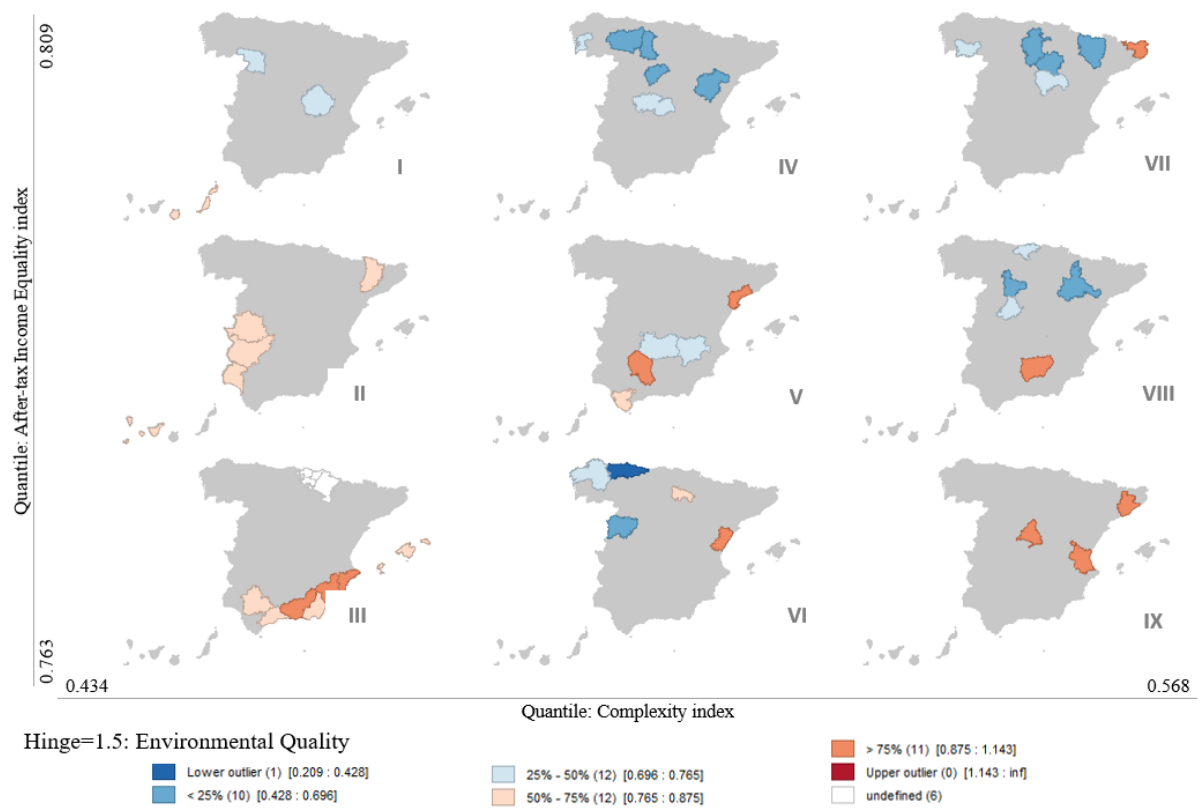 0.809
Quantile: After-tax Income Equality index
0.763
I
IV
VII
II
V
VIII
III
VI
IX
0.434
0.568
Quantile: Complexity index
Hinge=1.5: Environmental Quality
Lower outlier (1) [0.209 : 0.428]
< 25% (10) [0.428 : 0.696]
25% - 50% (12) [0.696 : 0.765]
50% - 75% (12) [0.765 : 0.875]
> 75% (11) [0.875 : 1.143]
Upper outlier (0) [1.143 : inf]
undefined (6)